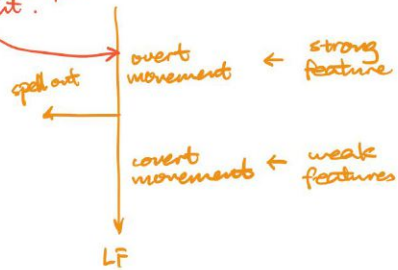 overt
movement ← strong
feature
spell out
covert
movement ← weak
features
LF